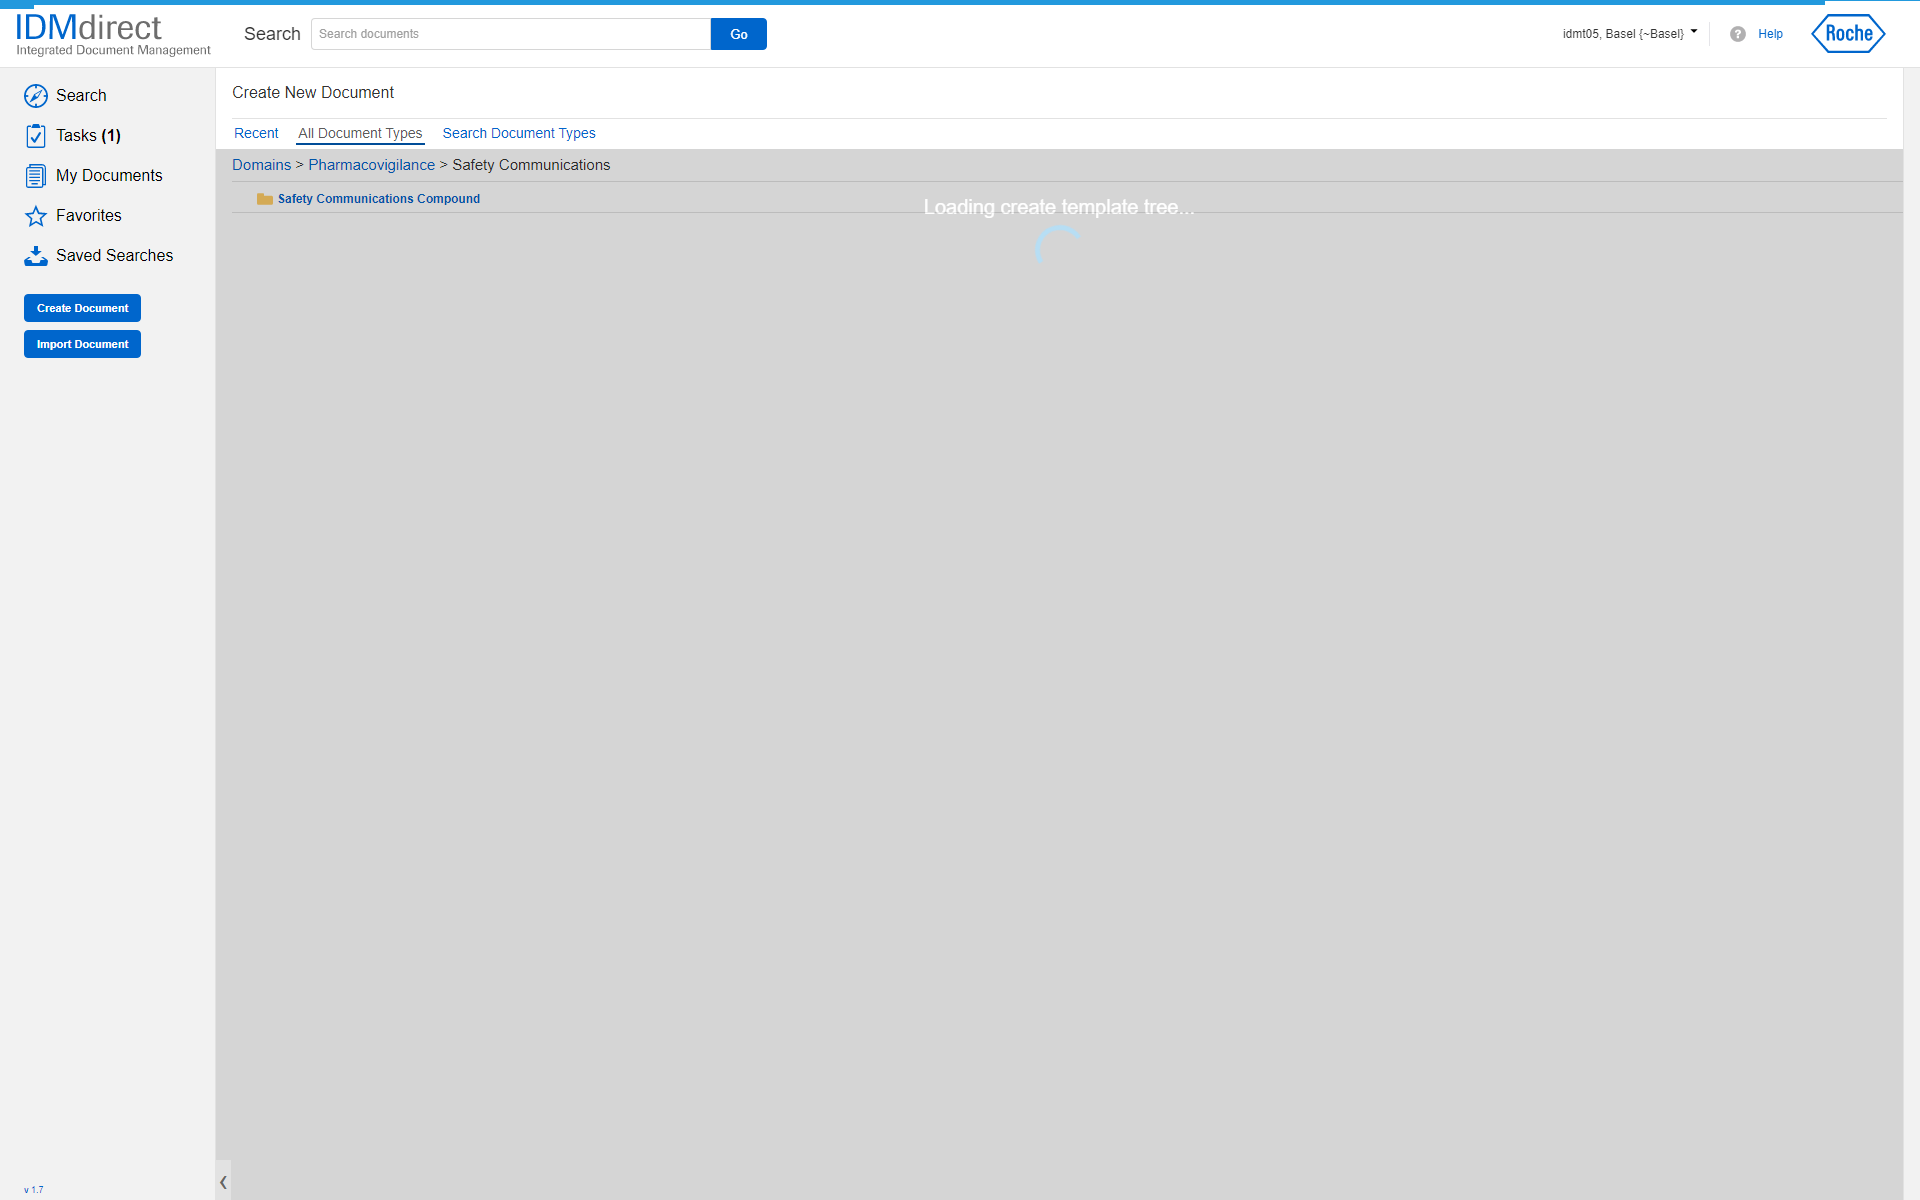 IDMdirect
Integrated Document Management
Search
Search documents
Go
idmt05, Basel {~Basel}
? Help
Roche
Search
Tasks (1)
My Documents
Favorites
Saved Searches
Create Document
Import Document
Create New Document
Recent
All Document Types
Search Document Types
Domains > Pharmacovigilance > Safety Communications
Safety Communications Compound
Loading create template tree...
v 1.7